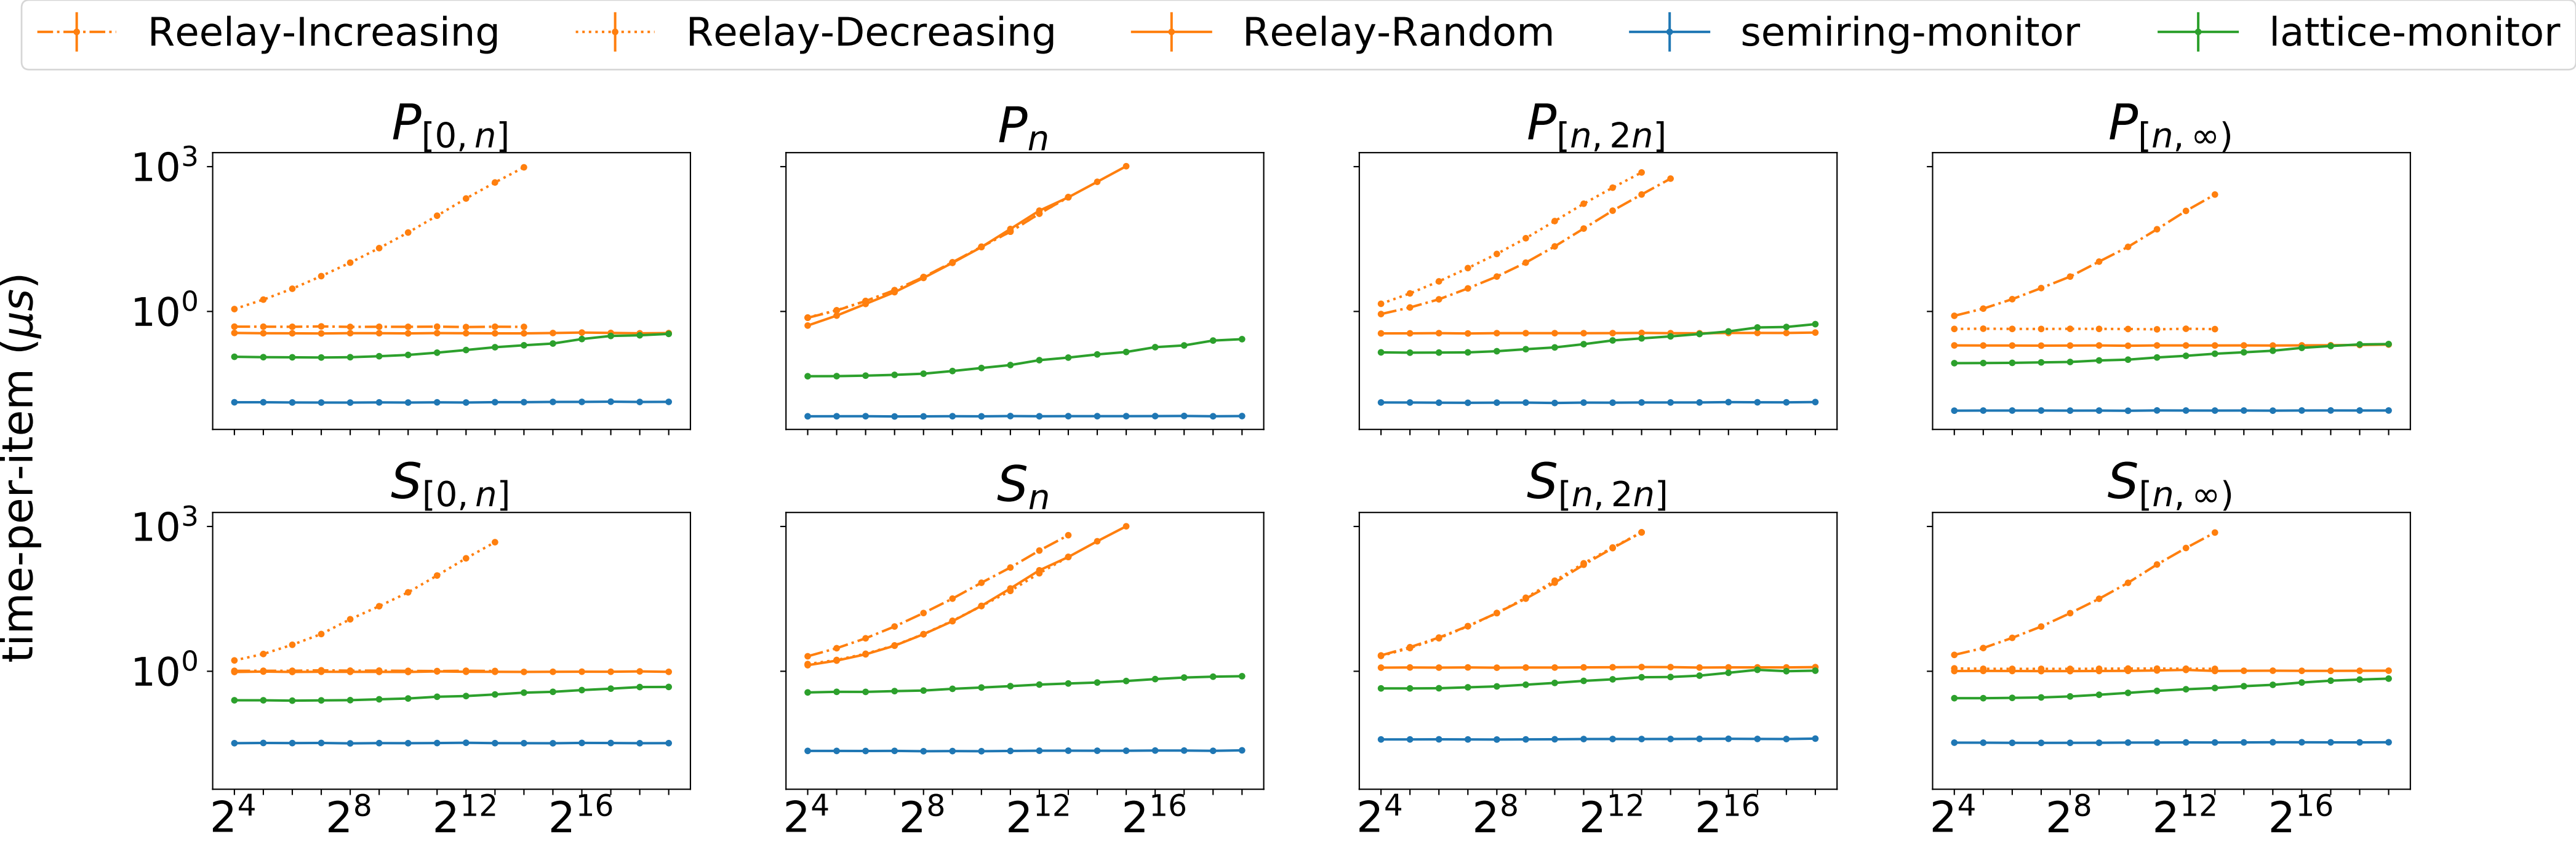 Reelay-Increasing Reelay-Decreasing Reelay-Random semiring-monitor lattice-monitor
P[0, n] Pn P[n, 2n] P[n, ∞)
10³
10⁰
time-per-item (μs)
S[0, n] Sn S[n, 2n] S[n, ∞)
10³
10⁰
2⁴ 2⁸ 2¹² 2¹⁶ 2⁴ 2⁸ 2¹² 2¹⁶ 2⁴ 2⁸ 2¹² 2¹⁶ 2⁴ 2⁸ 2¹² 2¹⁶